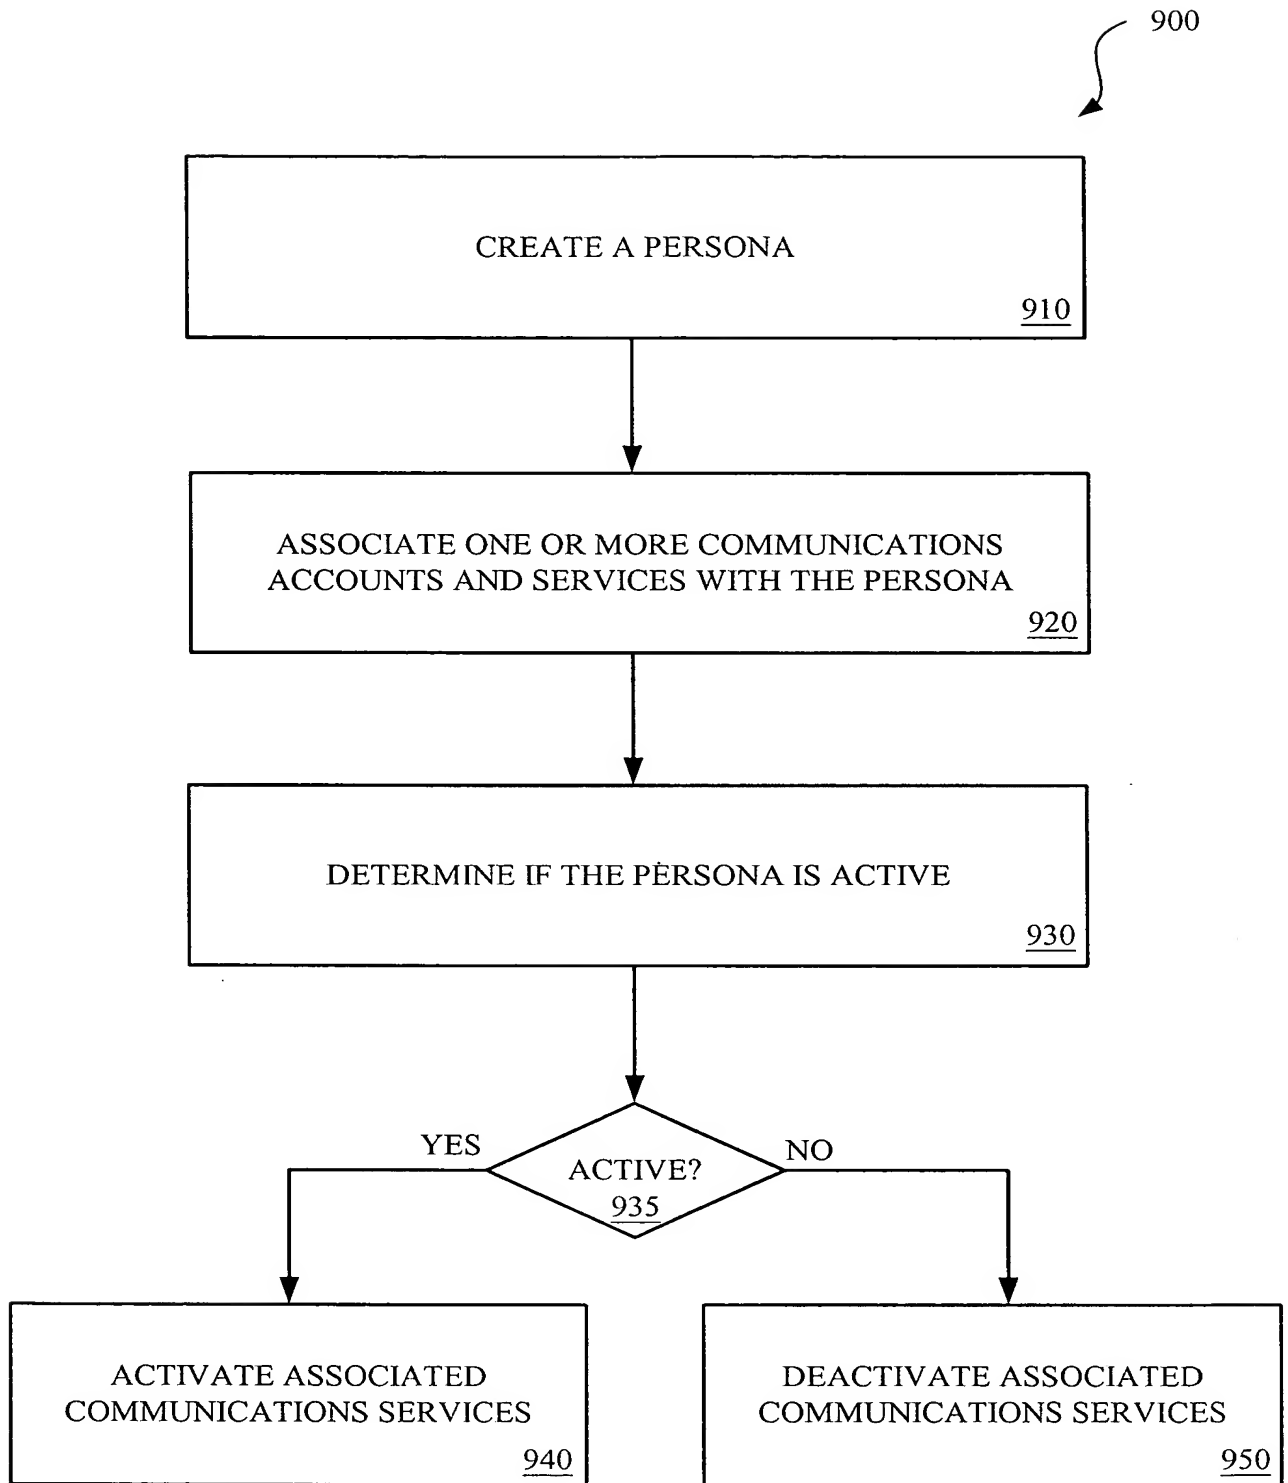 900
CREATE A PERSONA
910
ASSOCIATE ONE OR MORE COMMUNICATIONS
ACCOUNTS AND SERVICES WITH THE PERSONA
920
DETERMINE IF THE PERSONA IS ACTIVE
930
YES
NO
ACTIVE?
935
ACTIVATE ASSOCIATED
COMMUNICATIONS SERVICES
940
DEACTIVATE ASSOCIATED
COMMUNICATIONS SERVICES
950